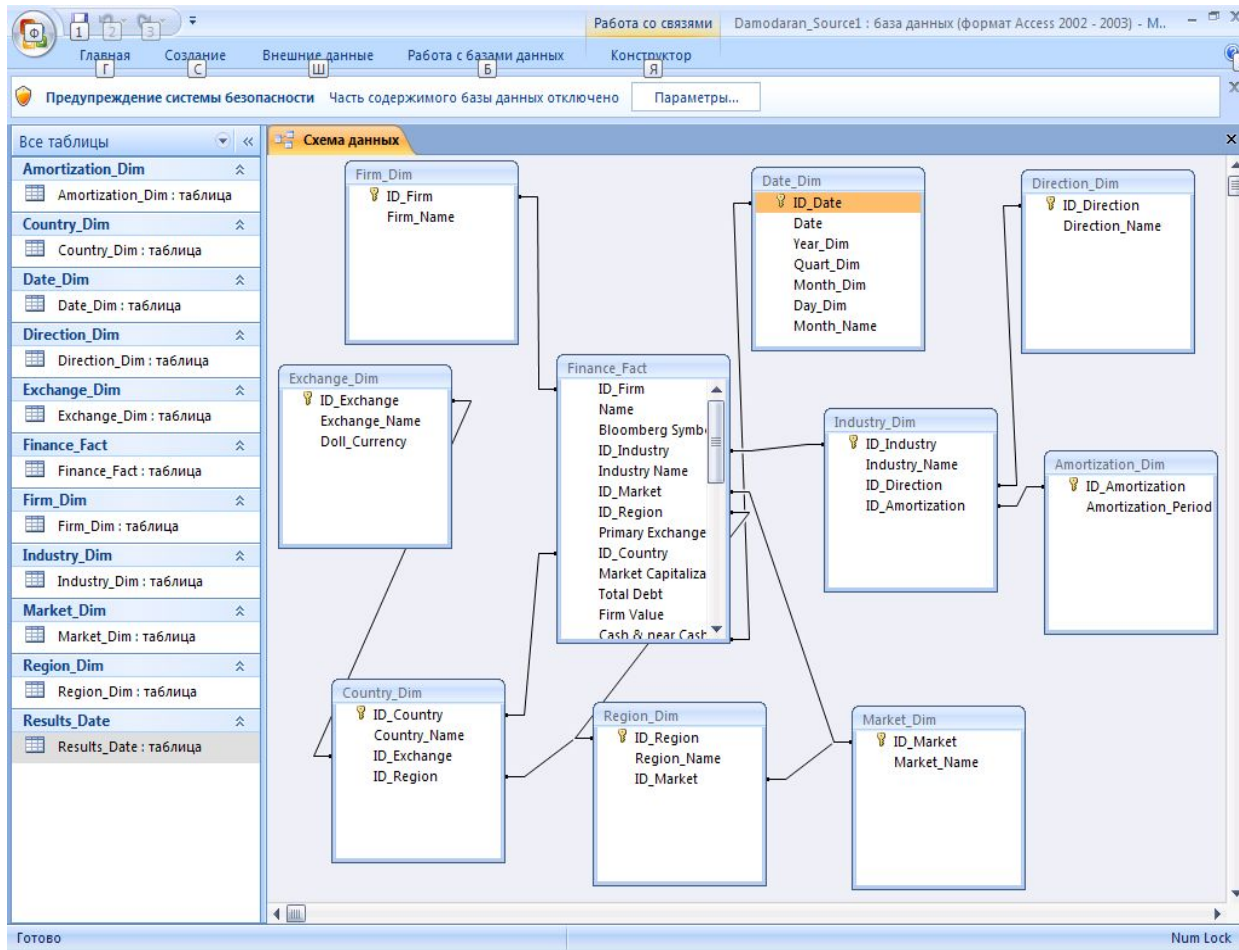 Ф
1 2 3
Работа со связями
Damodaran_Source1 : база данных (формат Access 2002 - 2003) - M..
Главная Создание Внешние данные Работа с базами данных Конструктор
Г С Ш Б Я
Предупреждение системы безопасности Часть содержимого базы данных отключено Параметры...
Все таблицы
Amortization_Dim
Amortization_Dim : таблица
Country_Dim
Country_Dim : таблица
Date_Dim
Date_Dim : таблица
Direction_Dim
Direction_Dim : таблица
Exchange_Dim
Exchange_Dim : таблица
Finance_Fact
Finance_Fact : таблица
Firm_Dim
Firm_Dim : таблица
Industry_Dim
Industry_Dim : таблица
Market_Dim
Market_Dim : таблица
Region_Dim
Region_Dim : таблица
Results_Date
Results_Date : таблица
Схема данных
Firm_Dim
ID_Firm
Firm_Name
Date_Dim
ID_Date
Date
Year_Dim
Quart_Dim
Month_Dim
Day_Dim
Month_Name
Direction_Dim
ID_Direction
Direction_Name
Exchange_Dim
ID_Exchange
Exchange_Name
Doll_Currency
Finance_Fact
ID_Firm
Name
Bloomberg Symb
ID_Industry
Industry Name
ID_Market
ID_Region
Primary Exchange
ID_Country
Market Capitaliza
Total Debt
Firm Value
Cash & near Cash
Industry_Dim
ID_Industry
Industry_Name
ID_Direction
ID_Amortization
Amortization_Dim
ID_Amortization
Amortization_Period
Country_Dim
ID_Country
Country_Name
ID_Exchange
ID_Region
Region_Dim
ID_Region
Region_Name
ID_Market
Market_Dim
ID_Market
Market_Name
Готово
Num Lock